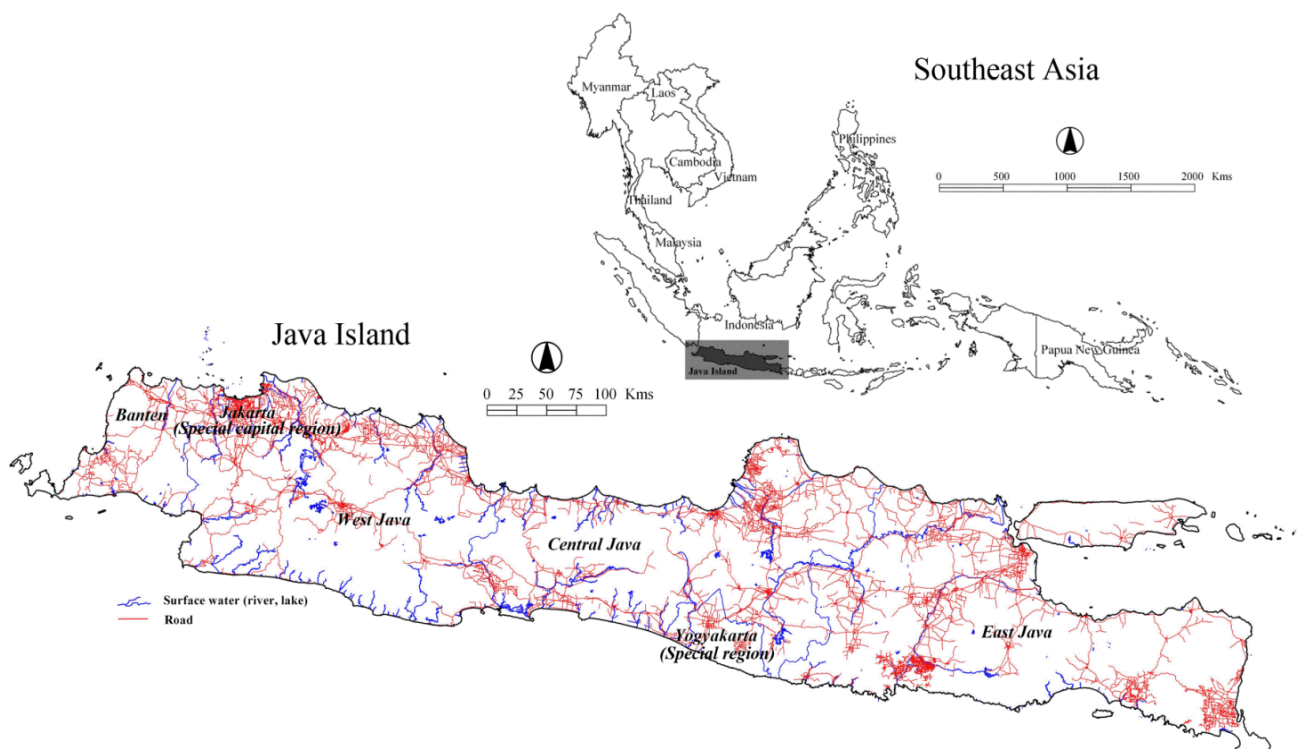 Southeast Asia
Myanmar
Laos
Philippines
Cambodia
Vietnam
Thailand
Malaysia
0 500 1000 1500 2000 Kms
Indonesia
Papua New Guinea
Java Island
Java Island
0 25 50 75 100 Kms
Banten
Jakarta
(Special capital region)
West Java
Central Java
Yogyakarta
(Special region)
East Java
Surface water (river, lake)
Road